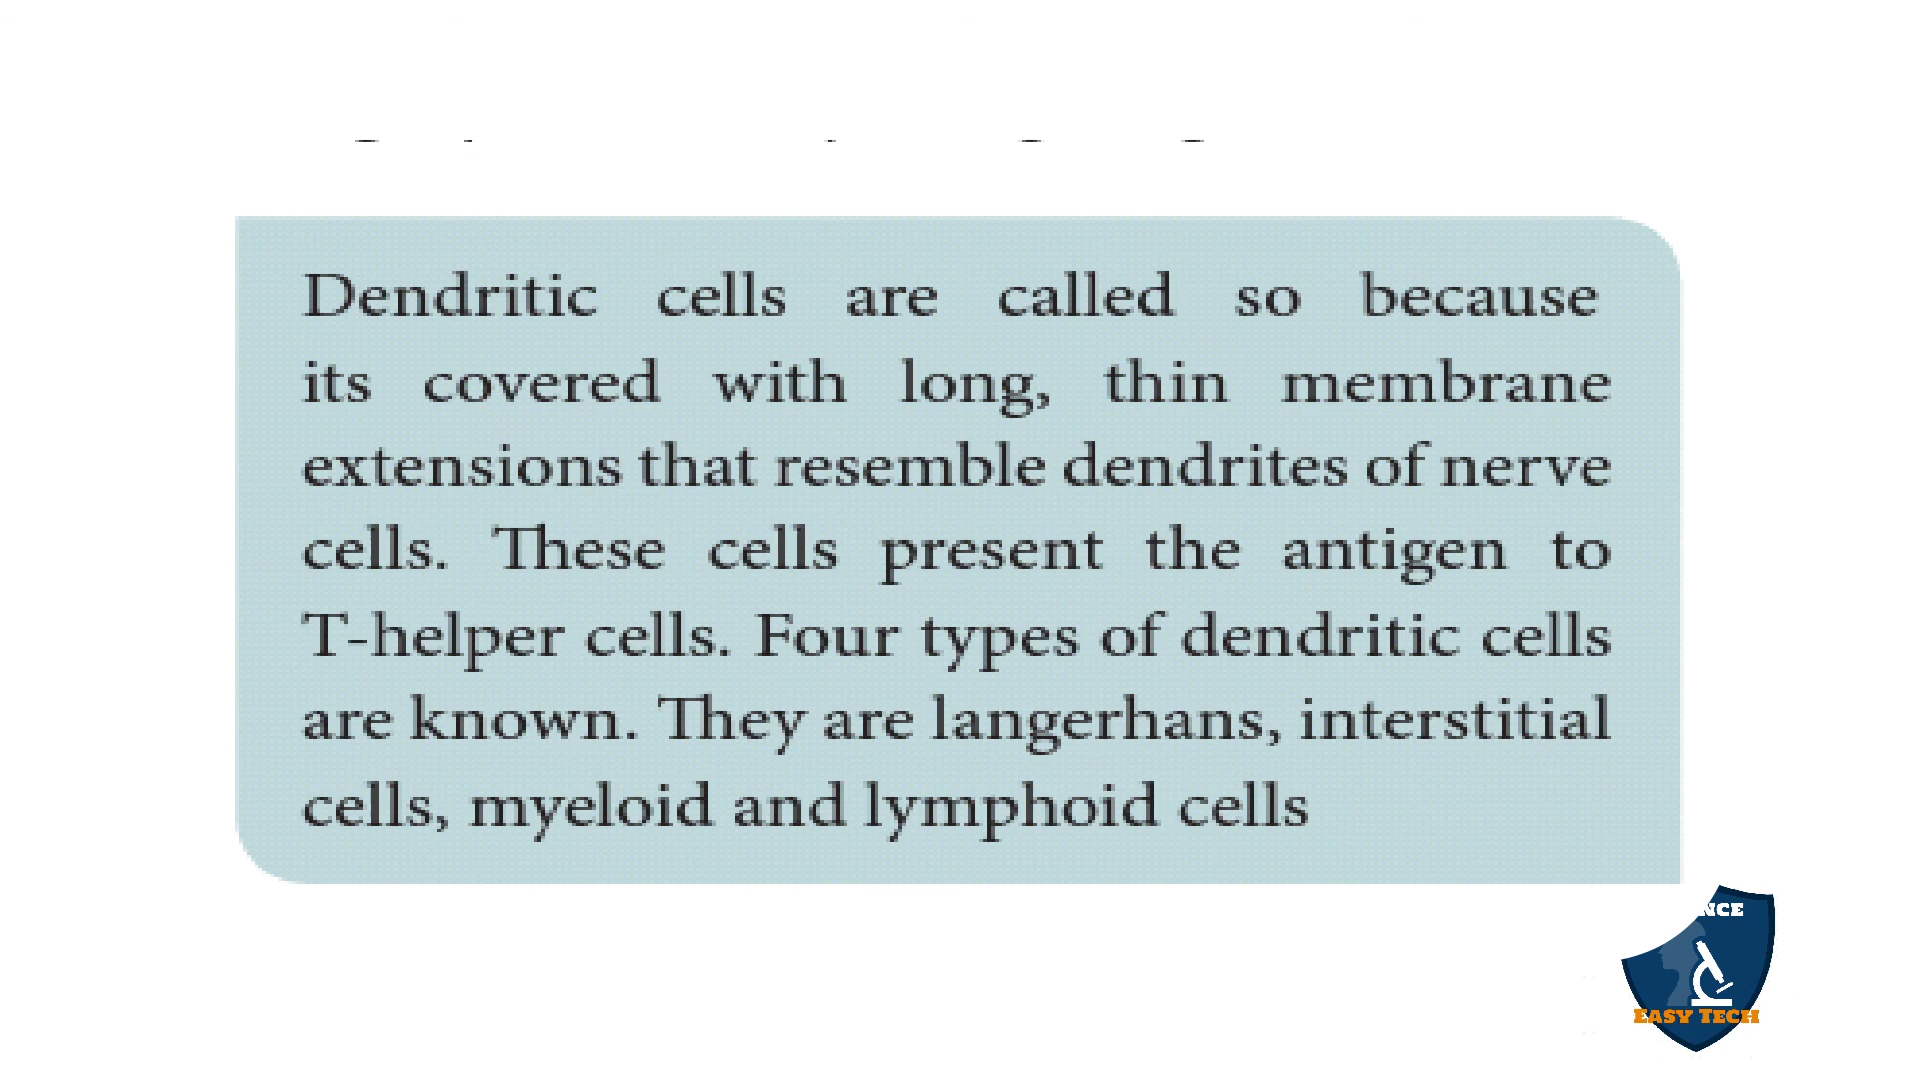 Dendritic cells are called so because
its covered with long, thin membrane
extensions that resemble dendrites of nerve
cells. These cells present the antigen to
T-helper cells. Four types of dendritic cells
are known. They are langerhans, interstitial
cells, myeloid and lymphoid cells
EASY TECH